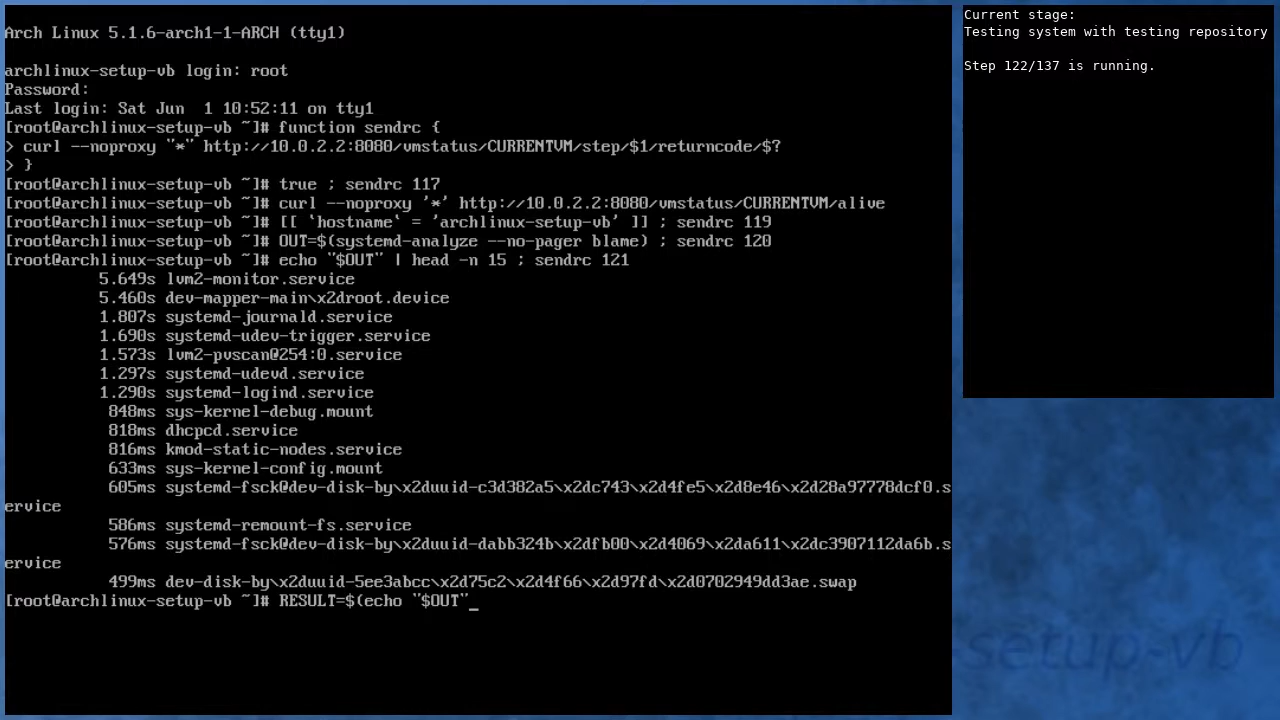 Arch Linux 5.1.6-arch1-1-ARCH (tty1)
archlinux-setup-vb login: root
Password:
Last login: Sat Jun  1 10:52:11 on tty1
[root@archlinux-setup-vb ~]# function sendrc {
> curl --noproxy "*" http://10.0.2.2:8080/vmstatus/CURRENTVM/step/$1/returncode/$?
> }
[root@archlinux-setup-vb ~]# true ; sendrc 117
[root@archlinux-setup-vb ~]# curl --noproxy '*' http://10.0.2.2:8080/vmstatus/CURRENTVM/alive
[root@archlinux-setup-vb ~]# [[ `hostname` = 'archlinux-setup-vb' ]] ; sendrc 119
[root@archlinux-setup-vb ~]# OUT=$(systemd-analyze --no-pager blame) ; sendrc 120
[root@archlinux-setup-vb ~]# echo "$OUT" | head -n 15 ; sendrc 121
5.649s lvm2-monitor.service
5.460s dev-mapper-main\x2droot.device
1.807s systemd-journald.service
1.690s systemd-udev-trigger.service
1.573s lvm2-pvscan@254:0.service
1.297s systemd-udevd.service
1.290s systemd-logind.service
848ms sys-kernel-debug.mount
818ms dhcpcd.service
816ms kmod-static-nodes.service
633ms sys-kernel-config.mount
605ms systemd-fsck@dev-disk-by\x2duuid-c3d382a5\x2dc743\x2d4fe5\x2d8e46\x2d28a97778dcf0.s
ervice
586ms systemd-remount-fs.service
576ms systemd-fsck@dev-disk-by\x2duuid-dabb324b\x2dfb00\x2d4069\x2da611\x2dc3907112da6b.s
ervice
499ms dev-disk-by\x2duuid-5ee3abcc\x2d75c2\x2d4f66\x2d97fd\x2d0702949dd3ae.swap
[root@archlinux-setup-vb ~]# RESULT=$(echo "$OUT"_
Current stage:
Testing system with testing repository
Step 122/137 is running.
setup-vb